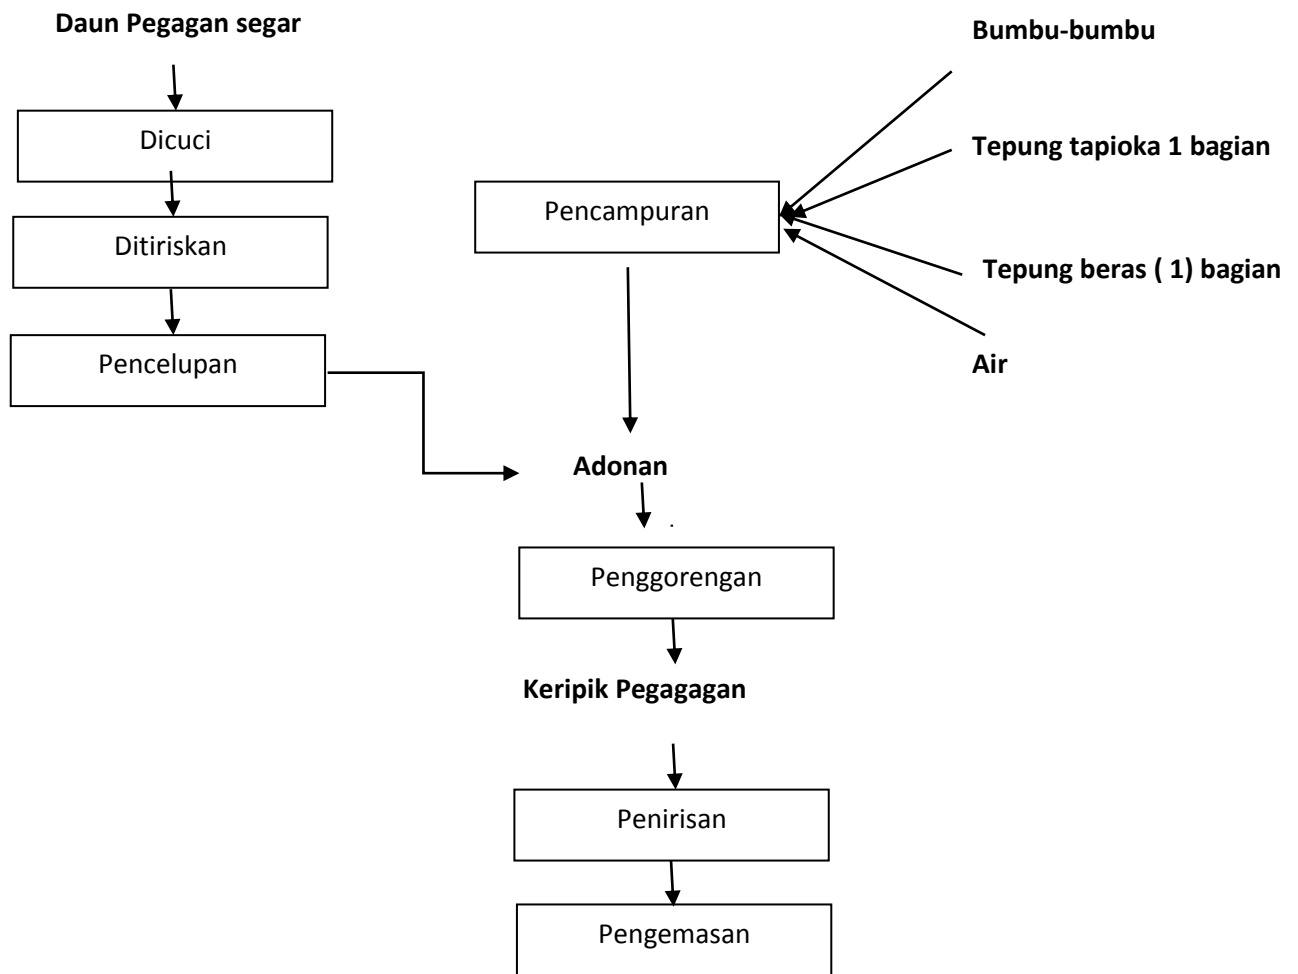 Daun Pegagan segar
Bumbu-bumbu
Dicuci
Tepung tapioka 1 bagian
Pencampuran
Ditiriskan
Tepung beras ( 1) bagian
Pencelupan
Air
Adonan
.
Penggorengan
Keripik Pegagagan
Penirisan
Pengemasan